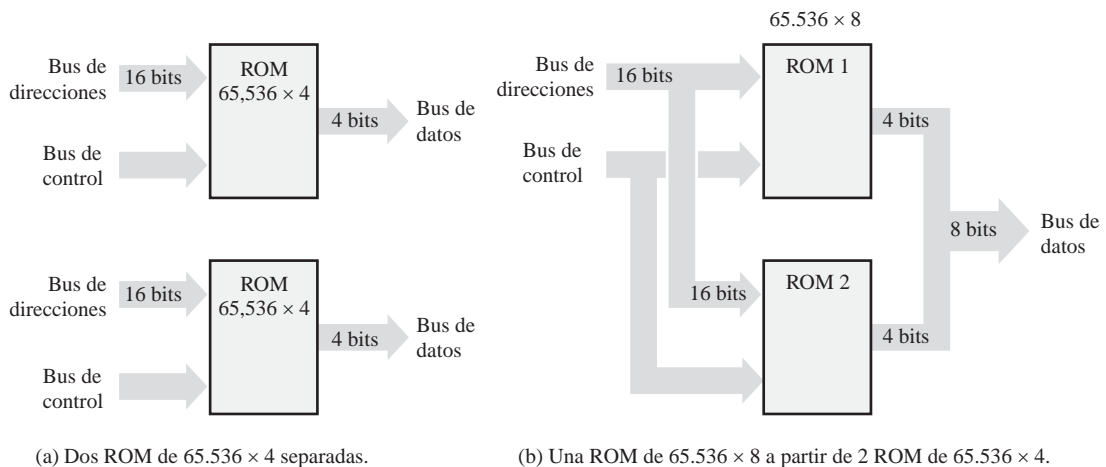 Bus de
direcciones
16 bits
ROM
65,536 × 4
4 bits
Bus de
datos
Bus de
control
Bus de
direcciones
16 bits
ROM
65,536 × 4
4 bits
Bus de
datos
Bus de
control
(a) Dos ROM de 65.536 × 4 separadas.
65.536 × 8
Bus de
direcciones
16 bits
ROM 1
4 bits
Bus de
control
8 bits
Bus de
datos
16 bits
ROM 2
4 bits
(b) Una ROM de 65.536 × 8 a partir de 2 ROM de 65.536 × 4.